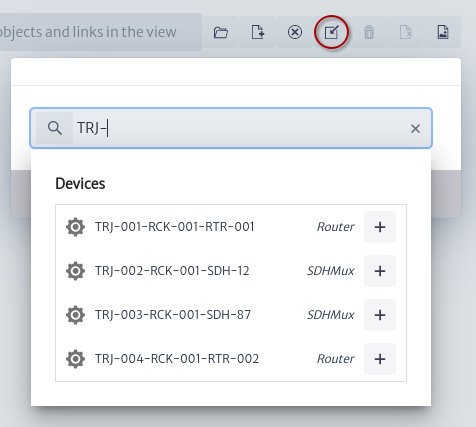 objects and links in the view
TRJ-
Devices
TRJ-001-RCK-001-RTR-001 Router
TRJ-002-RCK-001-SDH-12 SDHMux
TRJ-003-RCK-001-SDH-87 SDHMux
TRJ-004-RCK-001-RTR-002 Router